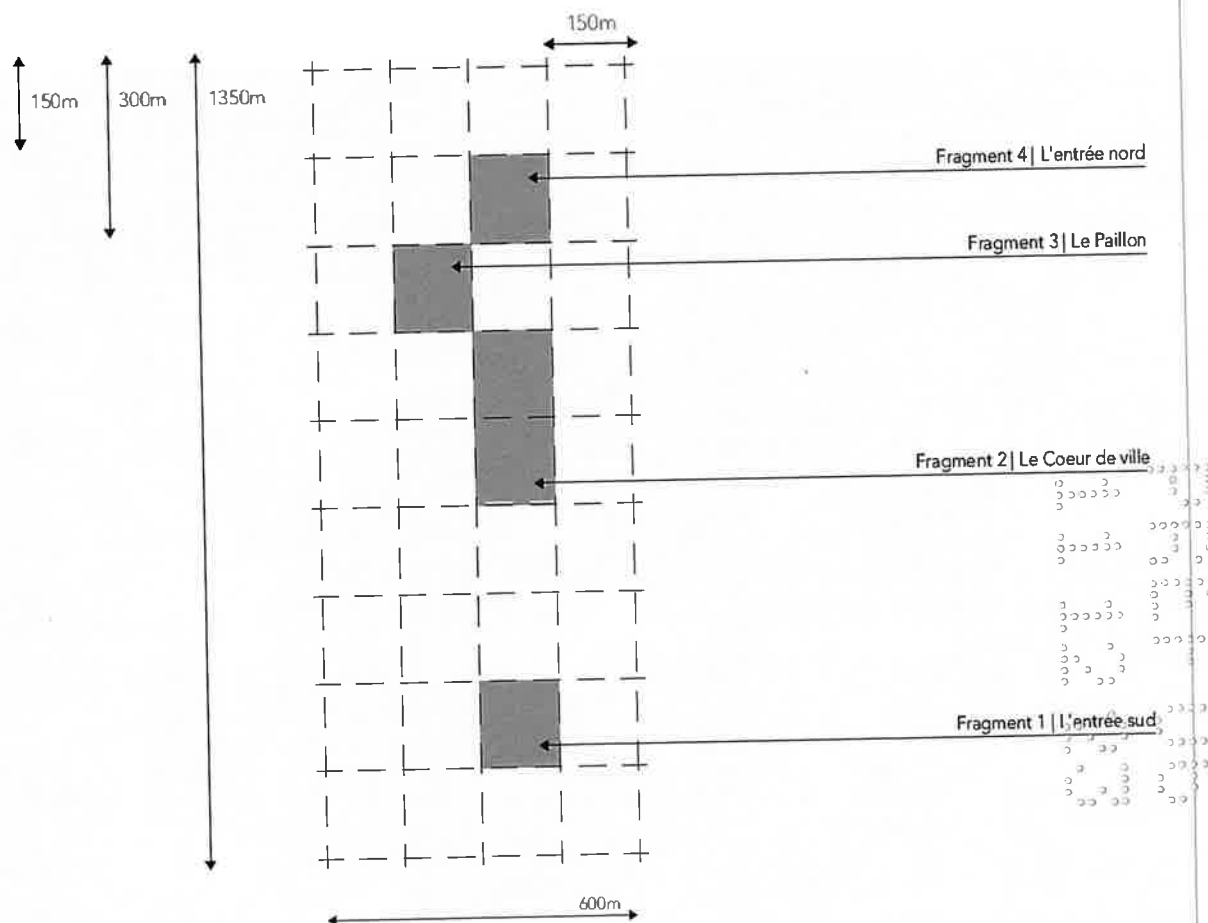 150m
150m
300m
1350m
Fragment 4 | L'entrée nord
Fragment 3 | Le Paillon
Fragment 2 | Le Coeur de ville
Fragment 1 | L'entrée sud
600m